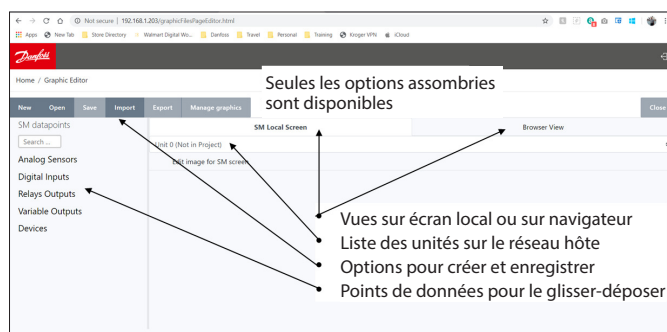 Not secure | 192.168.1.203/graphicFilesPageEditor.html
Apps New Tab Store Directory Walmart Digital Wo... Danfoss Travel Personal Training Kroger VPN iCloud
Danfoss
Home / Graphic Editor
Seules les options assombries
sont disponibles
New Open Save Import Export Manage graphics Close
SM datapoints
SM Local Screen
Browser View
Search ...
Unit 0 (Not in Project)
Edit image for SM screen
Analog Sensors
Digital Inputs
Relays Outputs
Variable Outputs
Devices
Vues sur écran local ou sur navigateur
Liste des unités sur le réseau hôte
Options pour créer et enregistrer
Points de données pour le glisser-déposer